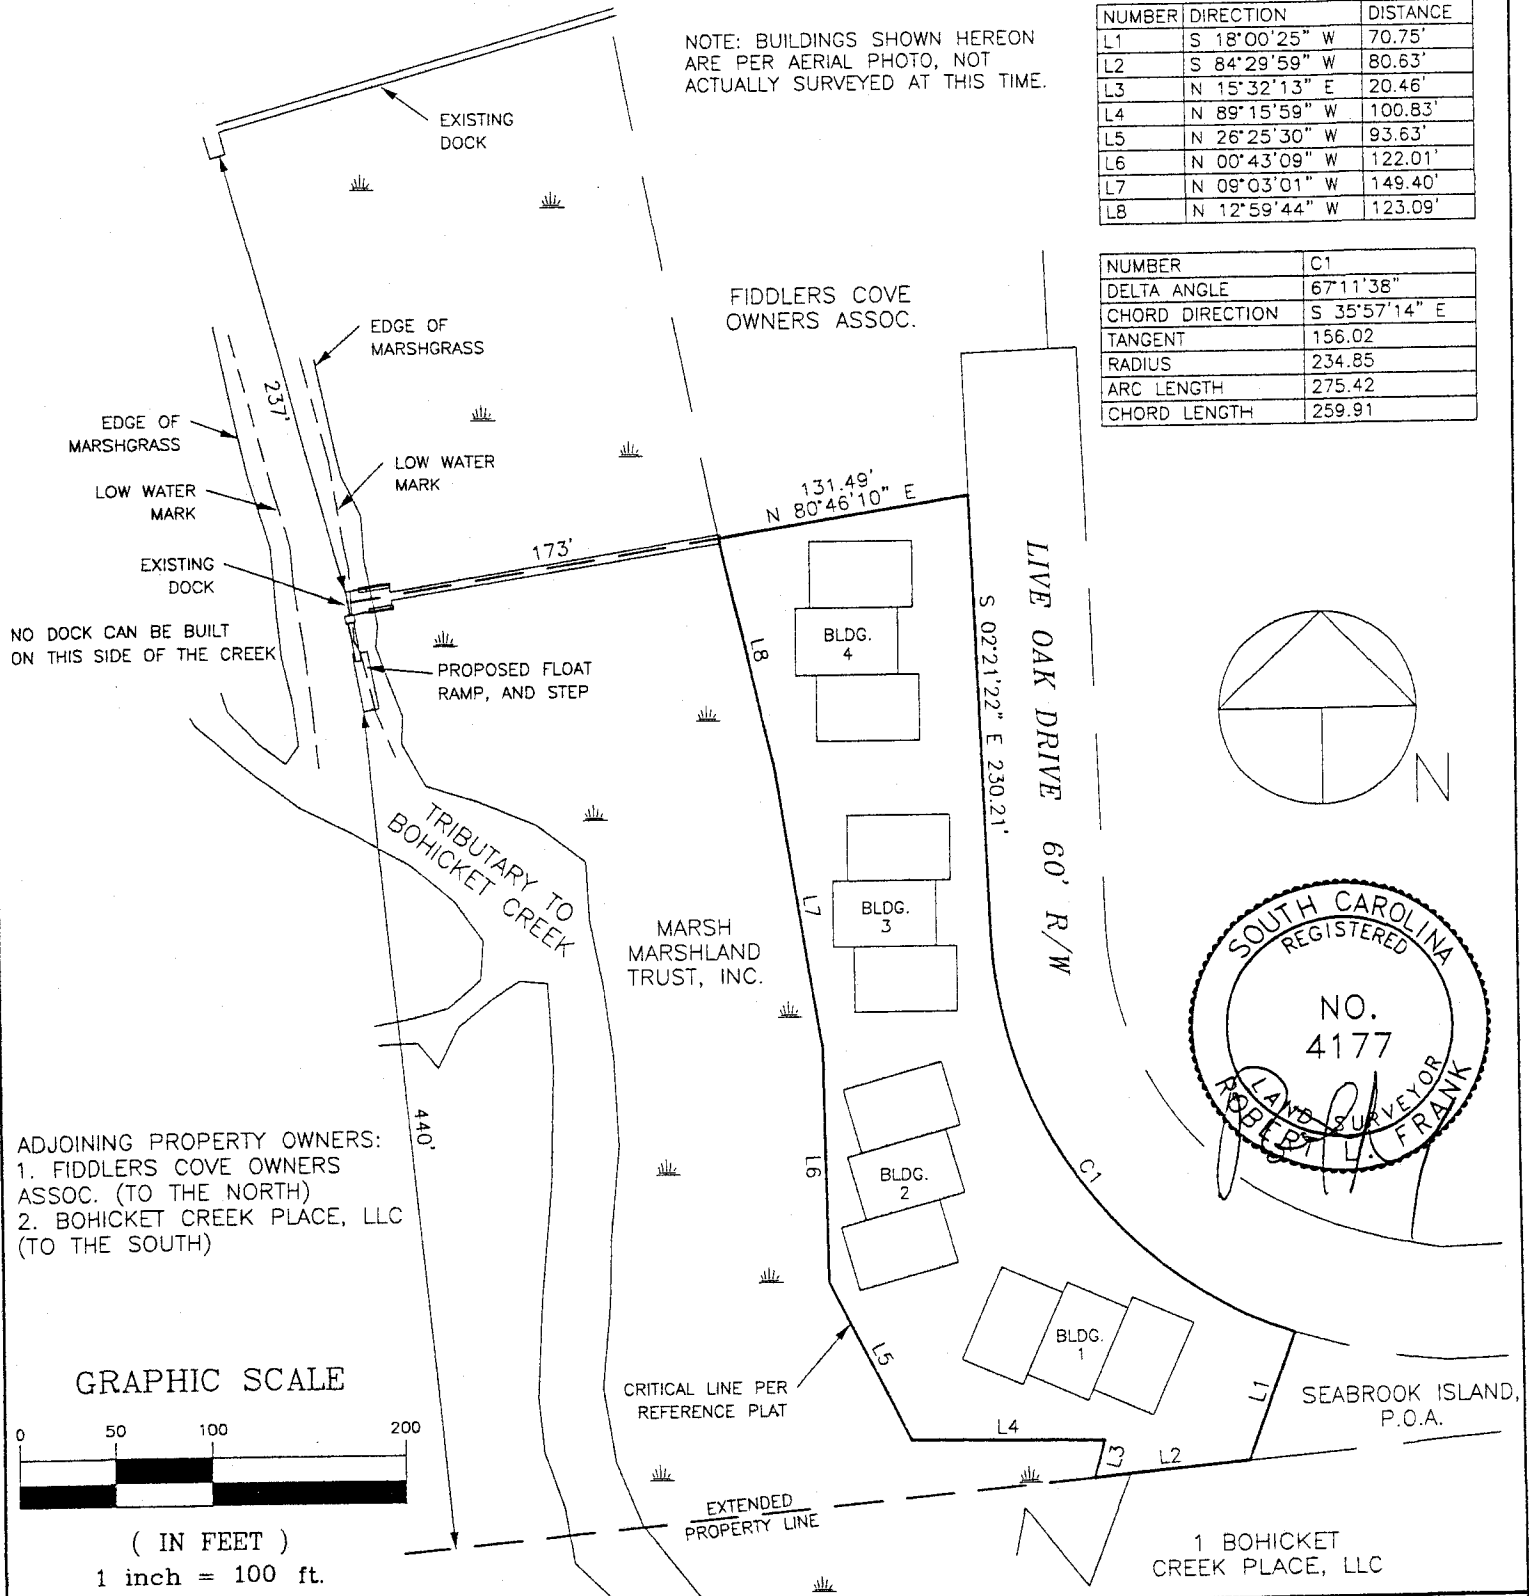 NUMBER DIRECTION DISTANCE
L1 S 18°00'25" W 70.75'
L2 S 84°29'59" W 80.63'
L3 N 15°32'13" E 20.46'
L4 N 89°15'59" W 100.83'
L5 N 26°25'30" W 93.63'
L6 N 00°43'09" W 122.01'
L7 N 09°03'01" W 149.40'
L8 N 12°59'44" W 123.09'
NOTE: BUILDINGS SHOWN HEREON
ARE PER AERIAL PHOTO, NOT
ACTUALLY SURVEYED AT THIS TIME.
EXISTING
DOCK
NUMBER C1
DELTA ANGLE 67°11'38"
CHORD DIRECTION S 35°57'14" E
TANGENT 156.02
RADIUS 234.85
ARC LENGTH 275.42
CHORD LENGTH 259.91
FIDDLERS COVE
OWNERS ASSOC.
EDGE OF
MARSHGRASS
237'
EDGE OF
MARSHGRASS
LOW WATER
MARK
LOW WATER
MARK
131.49'
N 80°46'10" E
173'
EXISTING
DOCK
NO DOCK CAN BE BUILT
ON THIS SIDE OF THE CREEK
PROPOSED FLOAT
RAMP, AND STEP
L8
BLDG.
4
S 02°21'22" E 230.21'
LIVE OAK DRIVE 60' R/W
N
TRIBUTARY TO
BOHICKET CREEK
L7
BLDG.
3
MARSH
MARSHLAND
TRUST, INC.
SOUTH CAROLINA
REGISTERED
NO.
4177
LAND SURVEYOR
ROBERT L. FRANK
440'
ADJOINING PROPERTY OWNERS:
1. FIDDLERS COVE OWNERS
ASSOC. (TO THE NORTH)
2. BOHICKET CREEK PLACE, LLC
(TO THE SOUTH)
L6
BLDG.
2
C1
BLDG.
1
L5
CRITICAL LINE PER
REFERENCE PLAT
L1
SEABROOK ISLAND,
P.O.A.
L4
L3
L2
GRAPHIC SCALE
0 50 100 200
( IN FEET )
1 inch = 100 ft.
EXTENDED
PROPERTY LINE
1 BOHICKET
CREEK PLACE, LLC